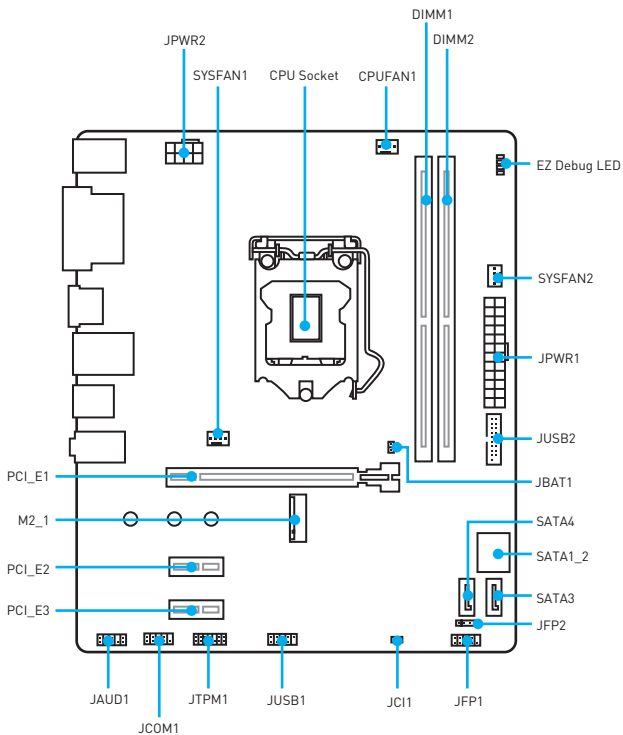 DIMM1
JPWR2
DIMM2
SYSFAN1
CPU Socket
CPUFAN1
EZ Debug LED
SYSFAN2
JPWR1
JUSB2
PCI_E1
JBAT1
M2_1
SATA4
SATA1_2
PCI_E2
SATA3
PCI_E3
JFP2
JAUD1
JTPM1
JUSB1
JCI1
JFP1
JCOM1